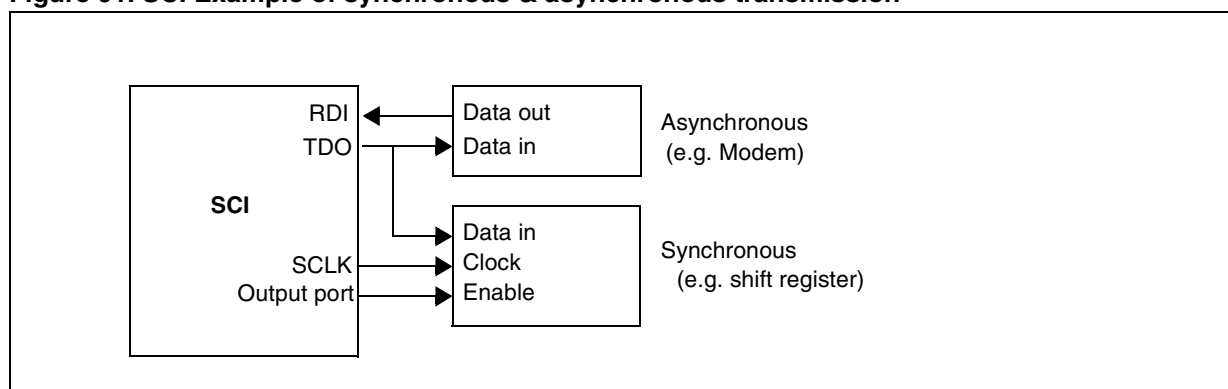 Figure SCI Example of synchronous & asynchronous transmission
RDI
TDO
SCI
SCLK
Output port
Data out
Data in
Asynchronous
(e.g. Modem)
Data in
Clock
Enable
Synchronous
(e.g. shift register)